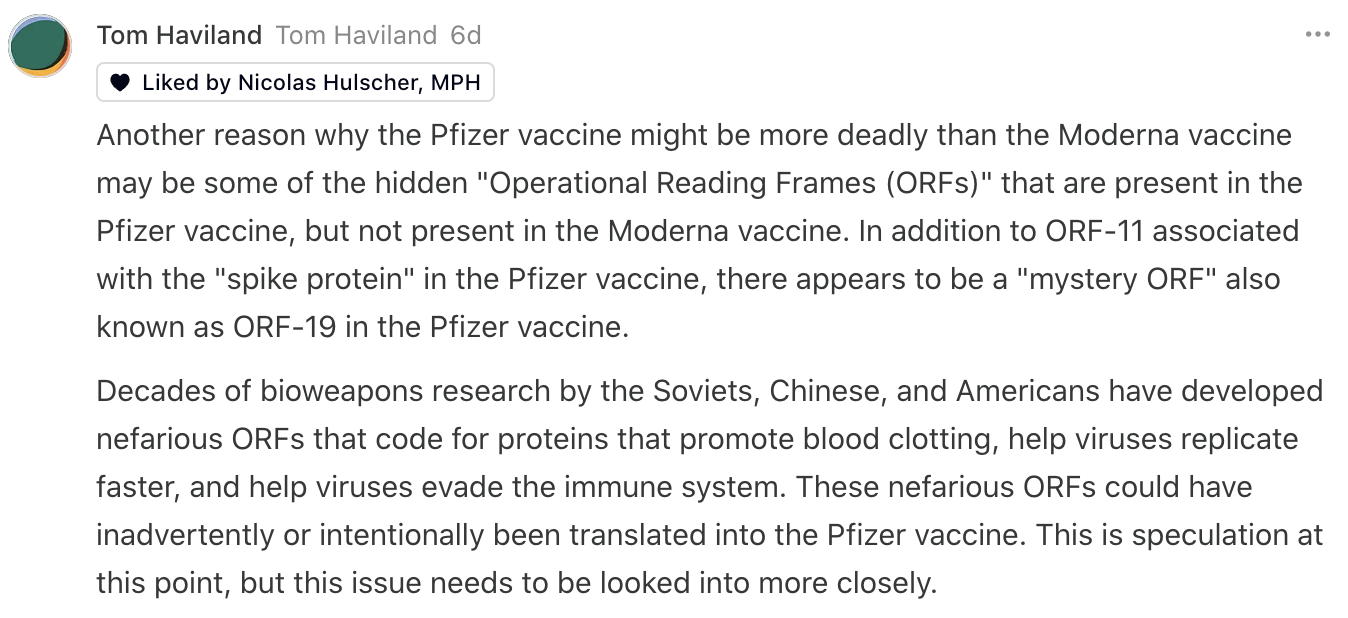 Tom Haviland Tom Haviland 6d
Liked by Nicolas Hulscher, MPH
Another reason why the Pfizer vaccine might be more deadly than the Moderna vaccine
may be some of the hidden "Operational Reading Frames (ORFs)" that are present in the
Pfizer vaccine, but not present in the Moderna vaccine. In addition to ORF-11 associated
with the "spike protein" in the Pfizer vaccine, there appears to be a "mystery ORF" also
known as ORF-19 in the Pfizer vaccine.
Decades of bioweapons research by the Soviets, Chinese, and Americans have developed
nefarious ORFs that code for proteins that promote blood clotting, help viruses replicate
faster, and help viruses evade the immune system. These nefarious ORFs could have
inadvertently or intentionally been translated into the Pfizer vaccine. This is speculation at
this point, but this issue needs to be looked into more closely.